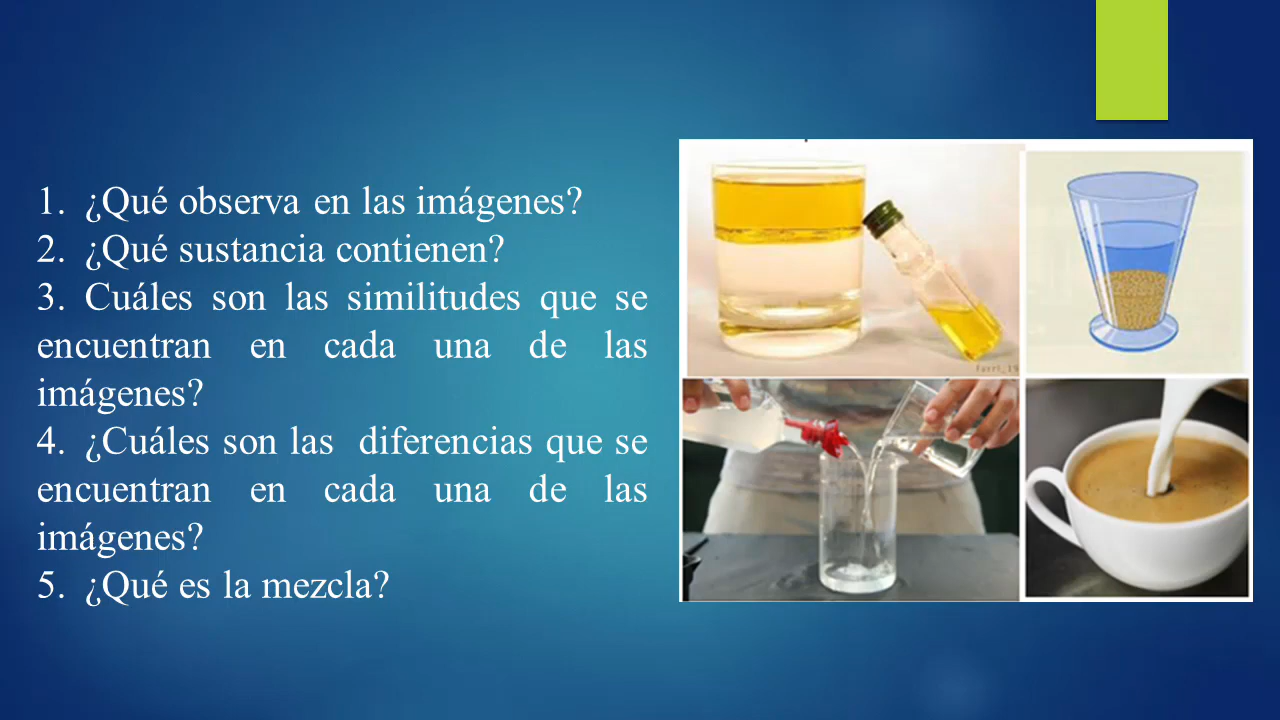 1. ¿Qué observa en las imágenes?
2. ¿Qué sustancia contienen?
3. Cuáles son las similitudes que se
encuentran en cada una de las
imágenes?
4. ¿Cuáles son las diferencias que se
encuentran en cada una de las
imágenes?
5. ¿Qué es la mezcla?